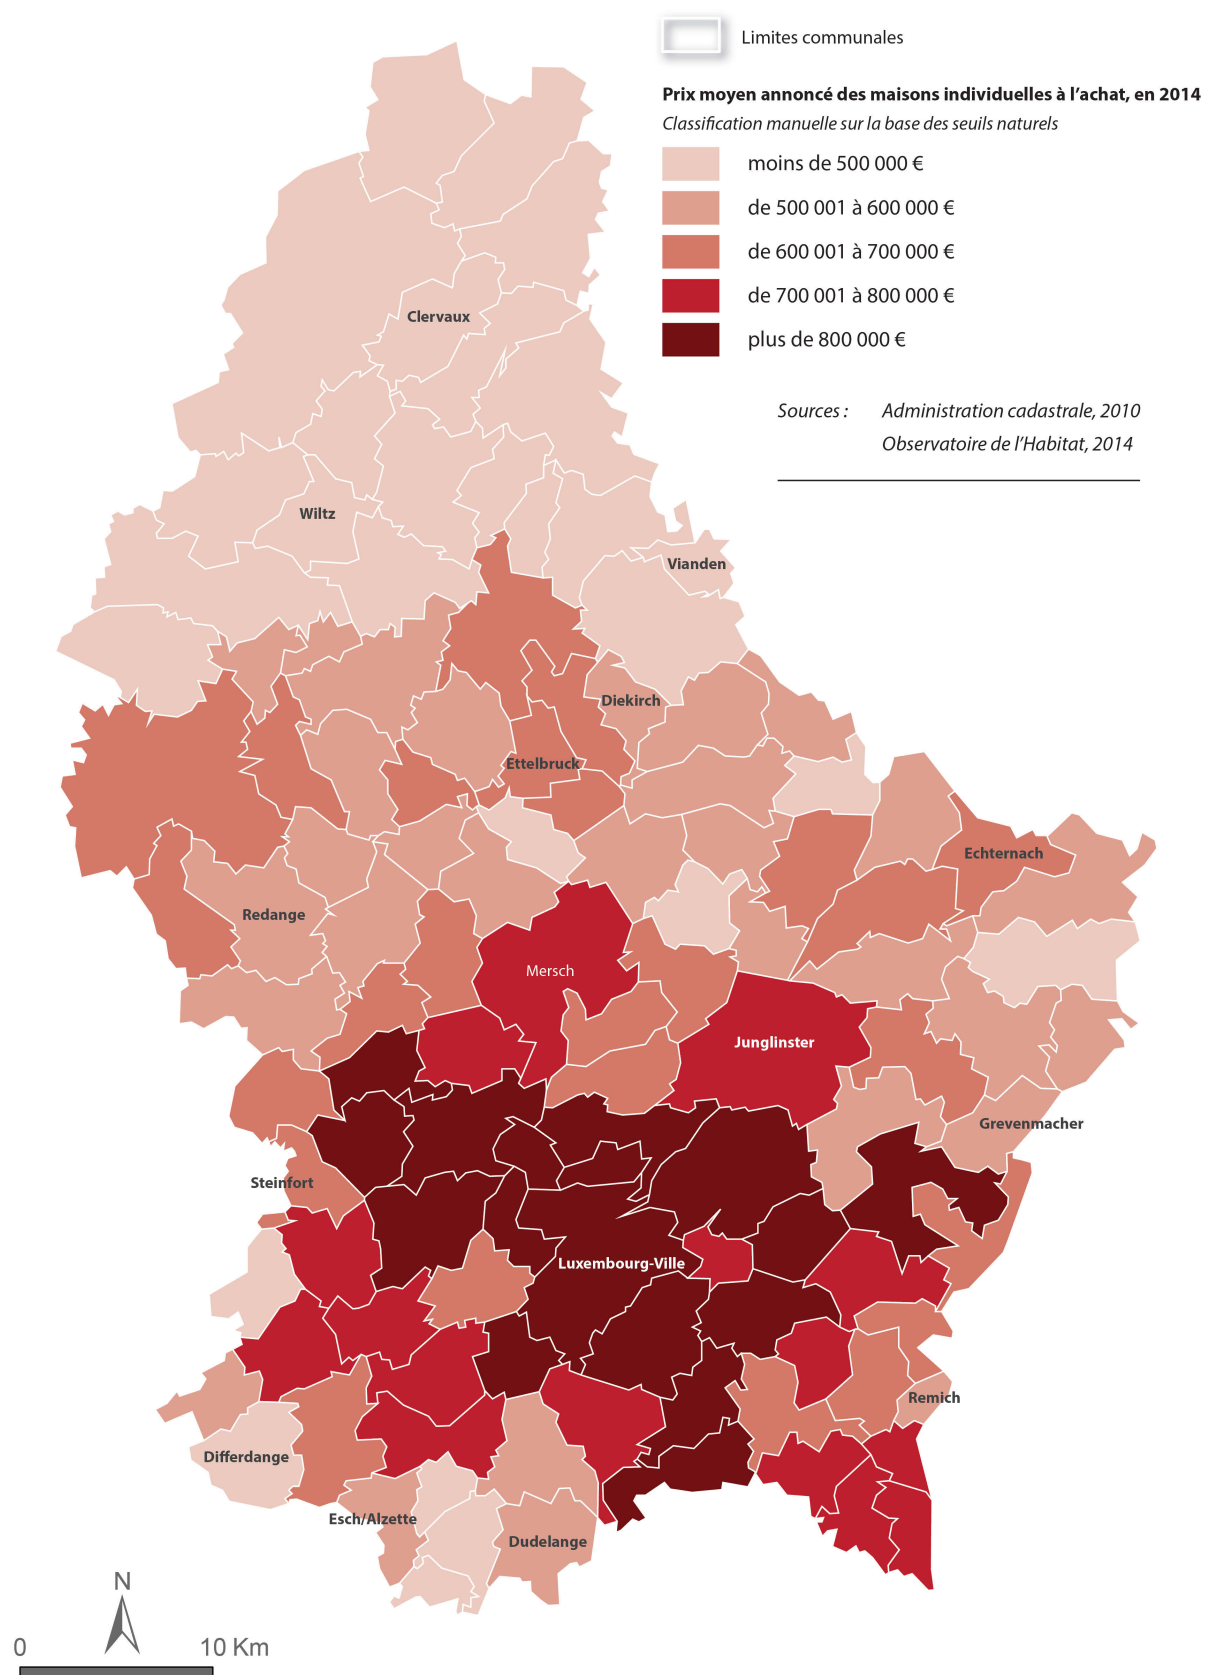 Limites communales
Prix moyen annoncé des maisons individuelles à l'achat, en 2014
Classification manuelle sur la base des seuils naturels
moins de 500 000 €
de 500 001 à 600 000 €
de 600 001 à 700 000 €
de 700 001 à 800 000 €
plus de 800 000 €
Sources : Administration cadastrale, 2010
Observatoire de l'Habitat, 2014
Clervaux
Wiltz
Vianden
Diekirch
Ettelbruck
Echternach
Redange
Mersch
Junglinster
Grevenmacher
Steinfort
Luxembourg-Ville
Remich
Differdange
Esch/Alzette
Dudelange
N
0 10 Km